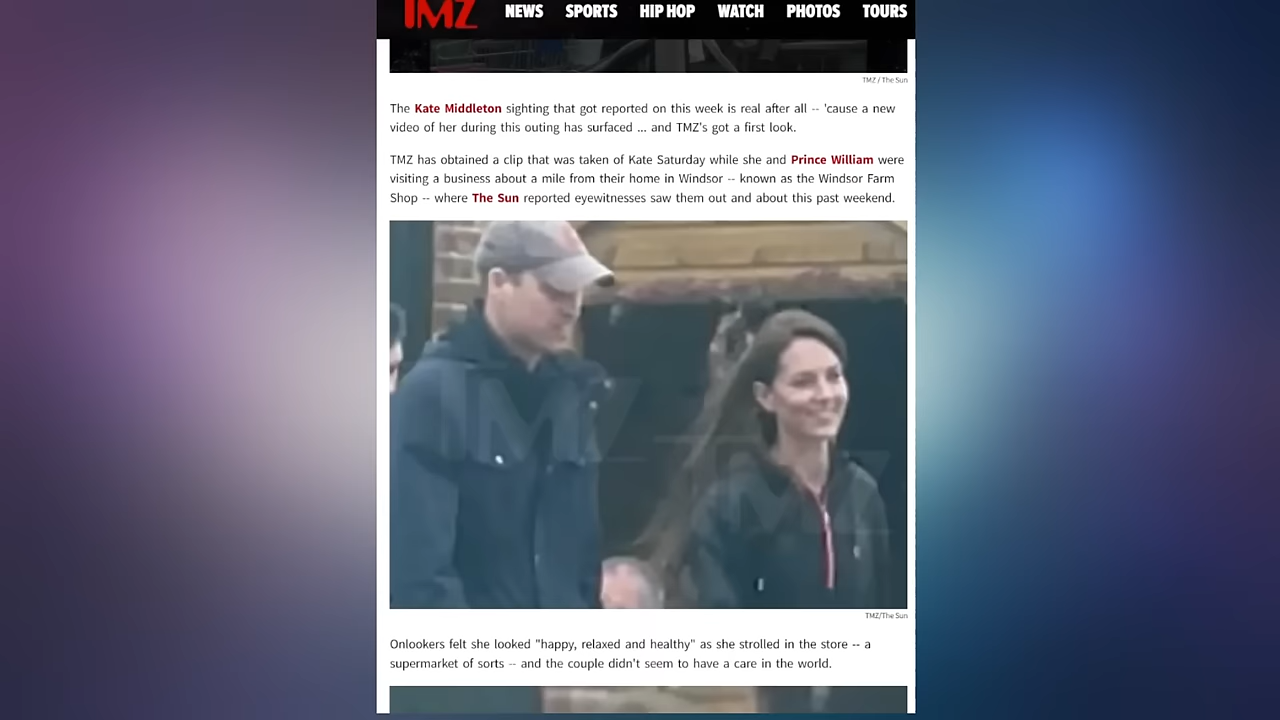 TMZ NEWS SPORTS HIP HOP WATCH PHOTOS TOURS
TMZ / The Sun
The Kate Middleton sighting that got reported on this week is real after all -- 'cause a new
video of her during this outing has surfaced ... and TMZ's got a first look.
TMZ has obtained a clip that was taken of Kate Saturday while she and Prince William were
visiting a business about a mile from their home in Windsor -- known as the Windsor Farm
Shop -- where The Sun reported eyewitnesses saw them out and about this past weekend.
TMZ
TMZ
TMZ/The Sun
Onlookers felt she looked "happy, relaxed and healthy" as she strolled in the store -- a
supermarket of sorts -- and the couple didn't seem to have a care in the world.